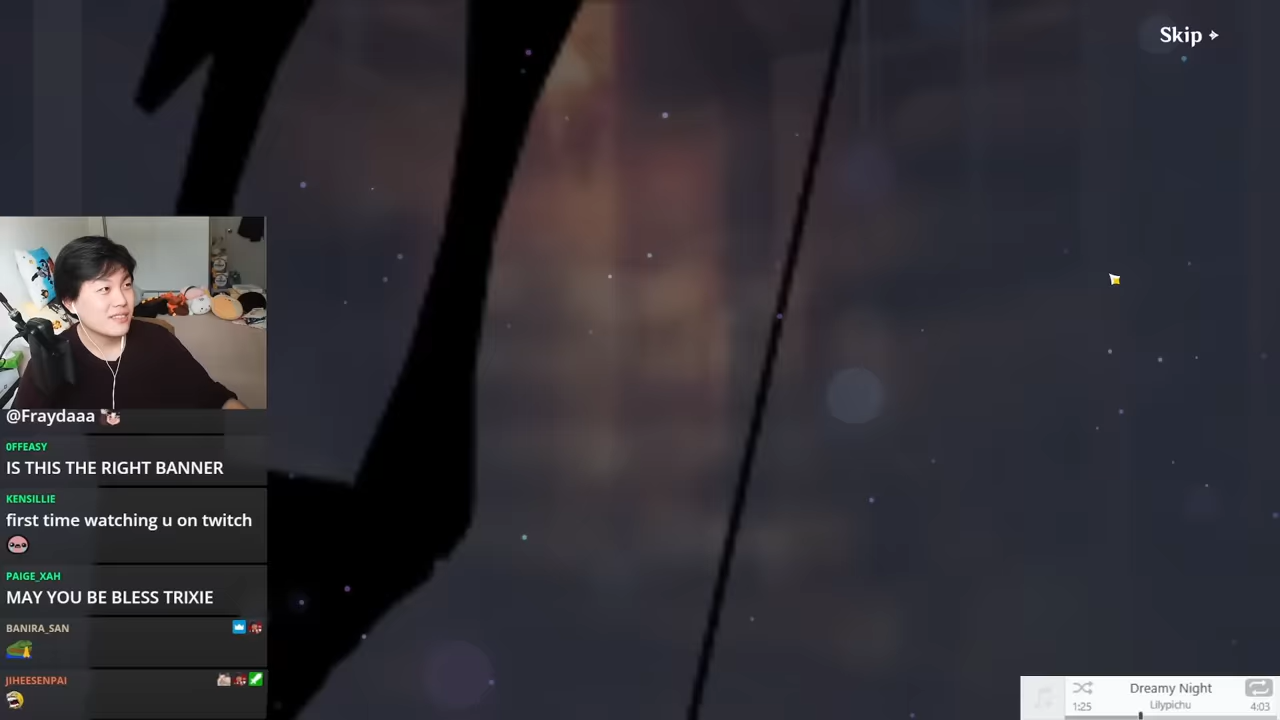 Skip
@Fraydaaa
0FFEASY
IS THIS THE RIGHT BANNER
KENSILLIE
first time watching u on twitch
PAIGE_XAH
MAY YOU BE BLESS TRIXIE
BANIRA_SAN
JIHEESENPAI
Dreamy Night
1:25
Lilypichu
4:03